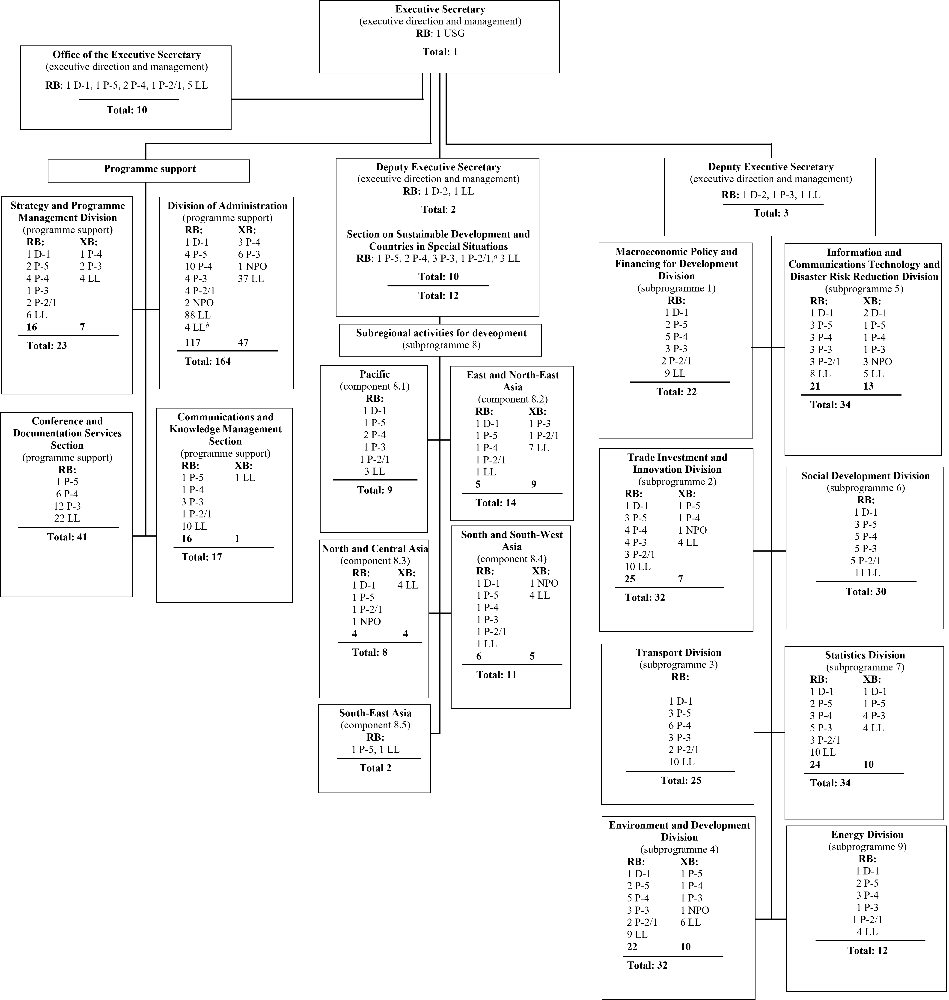 Executive Secretary
(executive direction and management)
RB: 1 USG
Total: 1
Office of the Executive Secretary
(executive direction and management)
RB: 1 D-1, 1 P-5, 2 P-4, 1 P-2/1, 5 LL
Total: 10
Programme support
Strategy and Programme
Management Division
(programme support)
RB: XB:
1 D-1 1 P-4
2 P-5 2 P-3
4 P-4 4 LL
1 P-3
2 P-2/1
6 LL
16 7
Total: 23
Division of Administration
(programme support)
RB: XB:
1 D-1 3 P-4
4 P-5 6 P-3
10 P-4 1 NPO
4 P-3 37 LL
4 P-2/1
2 NPO
88 LL
4 LLb
117 47
Total: 164
Conference and
Documentation Services
Section
(programme support)
RB:
1 P-5
6 P-4
12 P-3
22 LL
Total: 41
Communications and
Knowledge Management
Section
(programme support)
RB: XB:
1 P-5 1 LL
1 P-4
3 P-3
1 P-2/1
10 LL
16 1
Total: 17
Deputy Executive Secretary
(executive direction and management)
RB: 1 D-2, 1 LL
Total: 2
Section on Sustainable Development and
Countries in Special Situations
RB: 1 P-5, 2 P-4, 3 P-3, 1 P-2/1,a 3 LL
Total: 10
Total: 12
Subregional activities for deveopment
(subprogramme 8)
Pacific
(component 8.1)
RB:
1 D-1
1 P-5
2 P-4
1 P-3
1 P-2/1
3 LL
Total: 9
East and North-East
Asia
(component 8.2)
RB: XB:
1 D-1 1 P-3
1 P-5 1 P-2/1
1 P-4 7 LL
1 P-2/1
1 LL
5 9
Total: 14
North and Central Asia
(component 8.3)
RB: XB:
1 D-1 4 LL
1 P-5
1 P-2/1
1 NPO
4 4
Total: 8
South and South-West
Asia
(component 8.4)
RB: XB:
1 D-1 1 NPO
1 P-5 4 LL
1 P-4
1 P-3
1 P-2/1
1 LL
6 5
Total: 11
South-East Asia
(component 8.5)
RB:
1 P-5, 1 LL
Total 2
Deputy Executive Secretary
(executive direction and management)
RB: 1 D-2, 1 P-3, 1 LL
Total: 3
Macroeconomic Policy and
Financing for Development
Division
(subprogramme 1)
RB:
1 D-1
2 P-5
5 P-4
3 P-3
2 P-2/1
9 LL
Total: 22
Information and
Communications Technology and
Disaster Risk Reduction Division
(subprogramme 5)
RB: XB:
1 D-1 2 D-1
3 P-5 1 P-5
3 P-4 1 P-4
3 P-3 1 P-3
3 P-2/1 3 NPO
8 LL 5 LL
21 13
Total: 34
Trade Investment and
Innovation Division
(subprogramme 2)
RB: XB:
1 D-1 1 P-5
3 P-5 1 P-4
4 P-4 1 NPO
4 P-3 4 LL
3 P-2/1
10 LL
25 7
Total: 32
Social Development Division
(subprogramme 6)
RB:
1 D-1
3 P-5
5 P-4
5 P-3
5 P-2/1
11 LL
Total: 30
Transport Division
(subprogramme 3)
RB:
1 D-1
3 P-5
6 P-4
3 P-3
2 P-2/1
10 LL
Total: 25
Statistics Division
(subprogramme 7)
RB: XB:
1 D-1 1 D-1
2 P-5 1 P-5
3 P-4 4 P-3
5 P-3 4 LL
3 P-2/1
10 LL
24 10
Total: 34
Environment and Development
Division
(subprogramme 4)
RB: XB:
1 D-1 1 P-5
2 P-5 1 P-4
5 P-4 1 P-3
3 P-3 1 NPO
2 P-2/1 6 LL
9 LL
22 10
Total: 32
Energy Division
(subprogramme 9)
RB:
1 D-1
2 P-5
3 P-4
1 P-3
1 P-2/1
4 LL
Total: 12